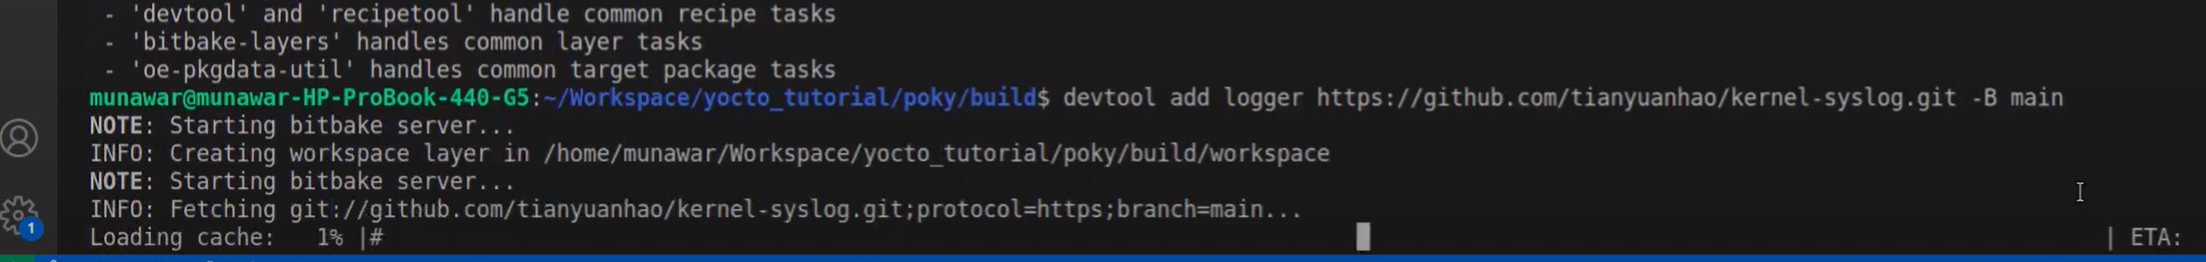 - 'devtool' and 'recipetool' handle common recipe tasks
- 'bitbake-layers' handles common layer tasks
- 'oe-pkgdata-util' handles common target package tasks
munawar@munawar-HP-ProBook-440-G5:~/Workspace/yocto_tutorial/poky/build$ devtool add logger https://github.com/tianyuanhao/kernel-syslog.git -B main
NOTE: Starting bitbake server...
INFO: Creating workspace layer in /home/munawar/Workspace/yocto_tutorial/poky/build/workspace
NOTE: Starting bitbake server...
INFO: Fetching git://github.com/tianyuanhao/kernel-syslog.git;protocol=https;branch=main...
1
Loading cache:   1% |# | ETA: